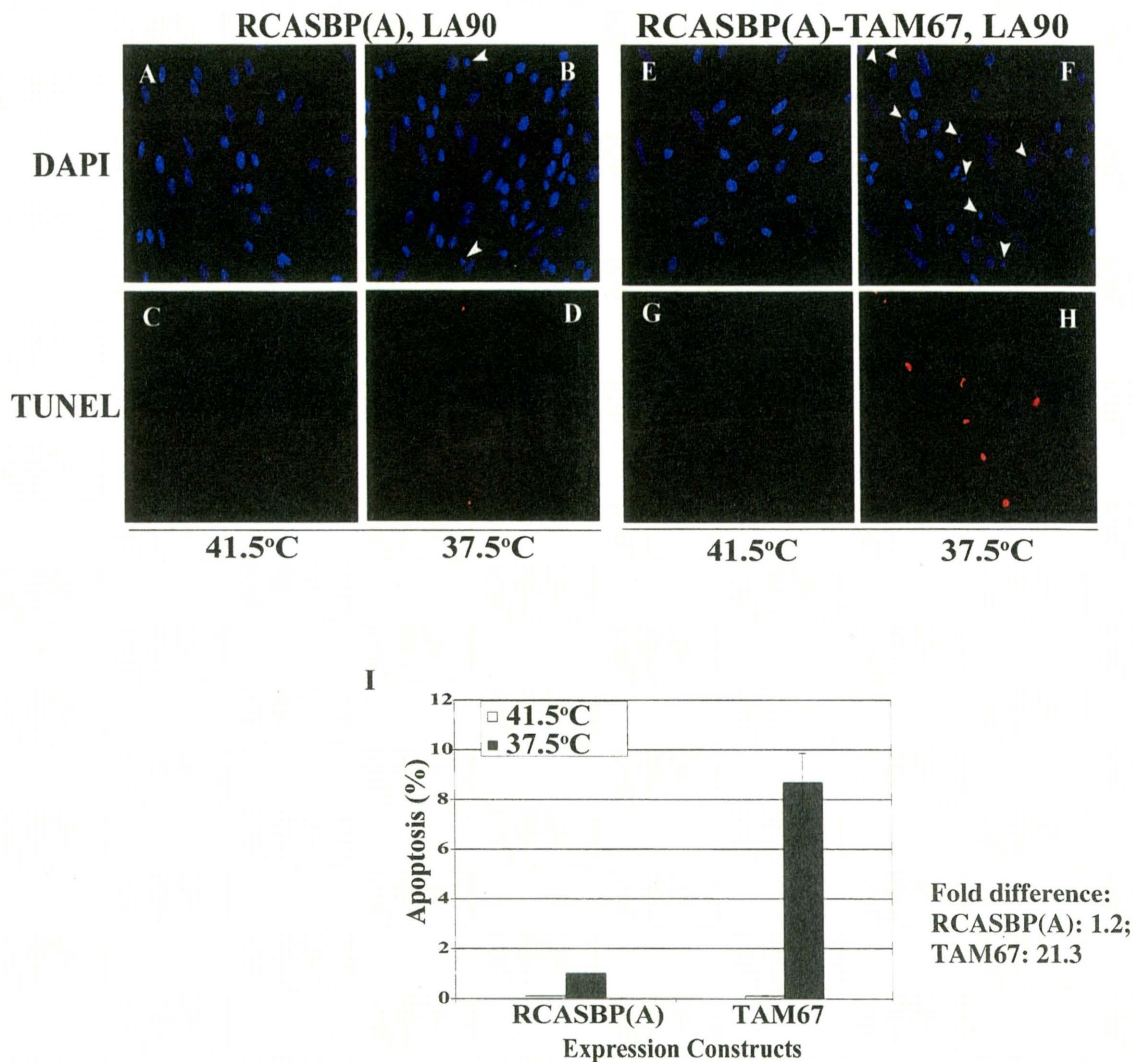 RCASBP(A), LA90
RCASBP(A)-TAM67, LA90
DAPI
A
B
E
F
TUNEL
C
D
G
H
41.5°C
37.5°C
41.5°C
37.5°C
I
Apoptosis (%)
12
10
8
6
4
2
0
41.5°C
37.5°C
RCASBP(A)
TAM67
Expression Constructs
Fold difference:
RCASBP(A): 1.2;
TAM67: 21.3